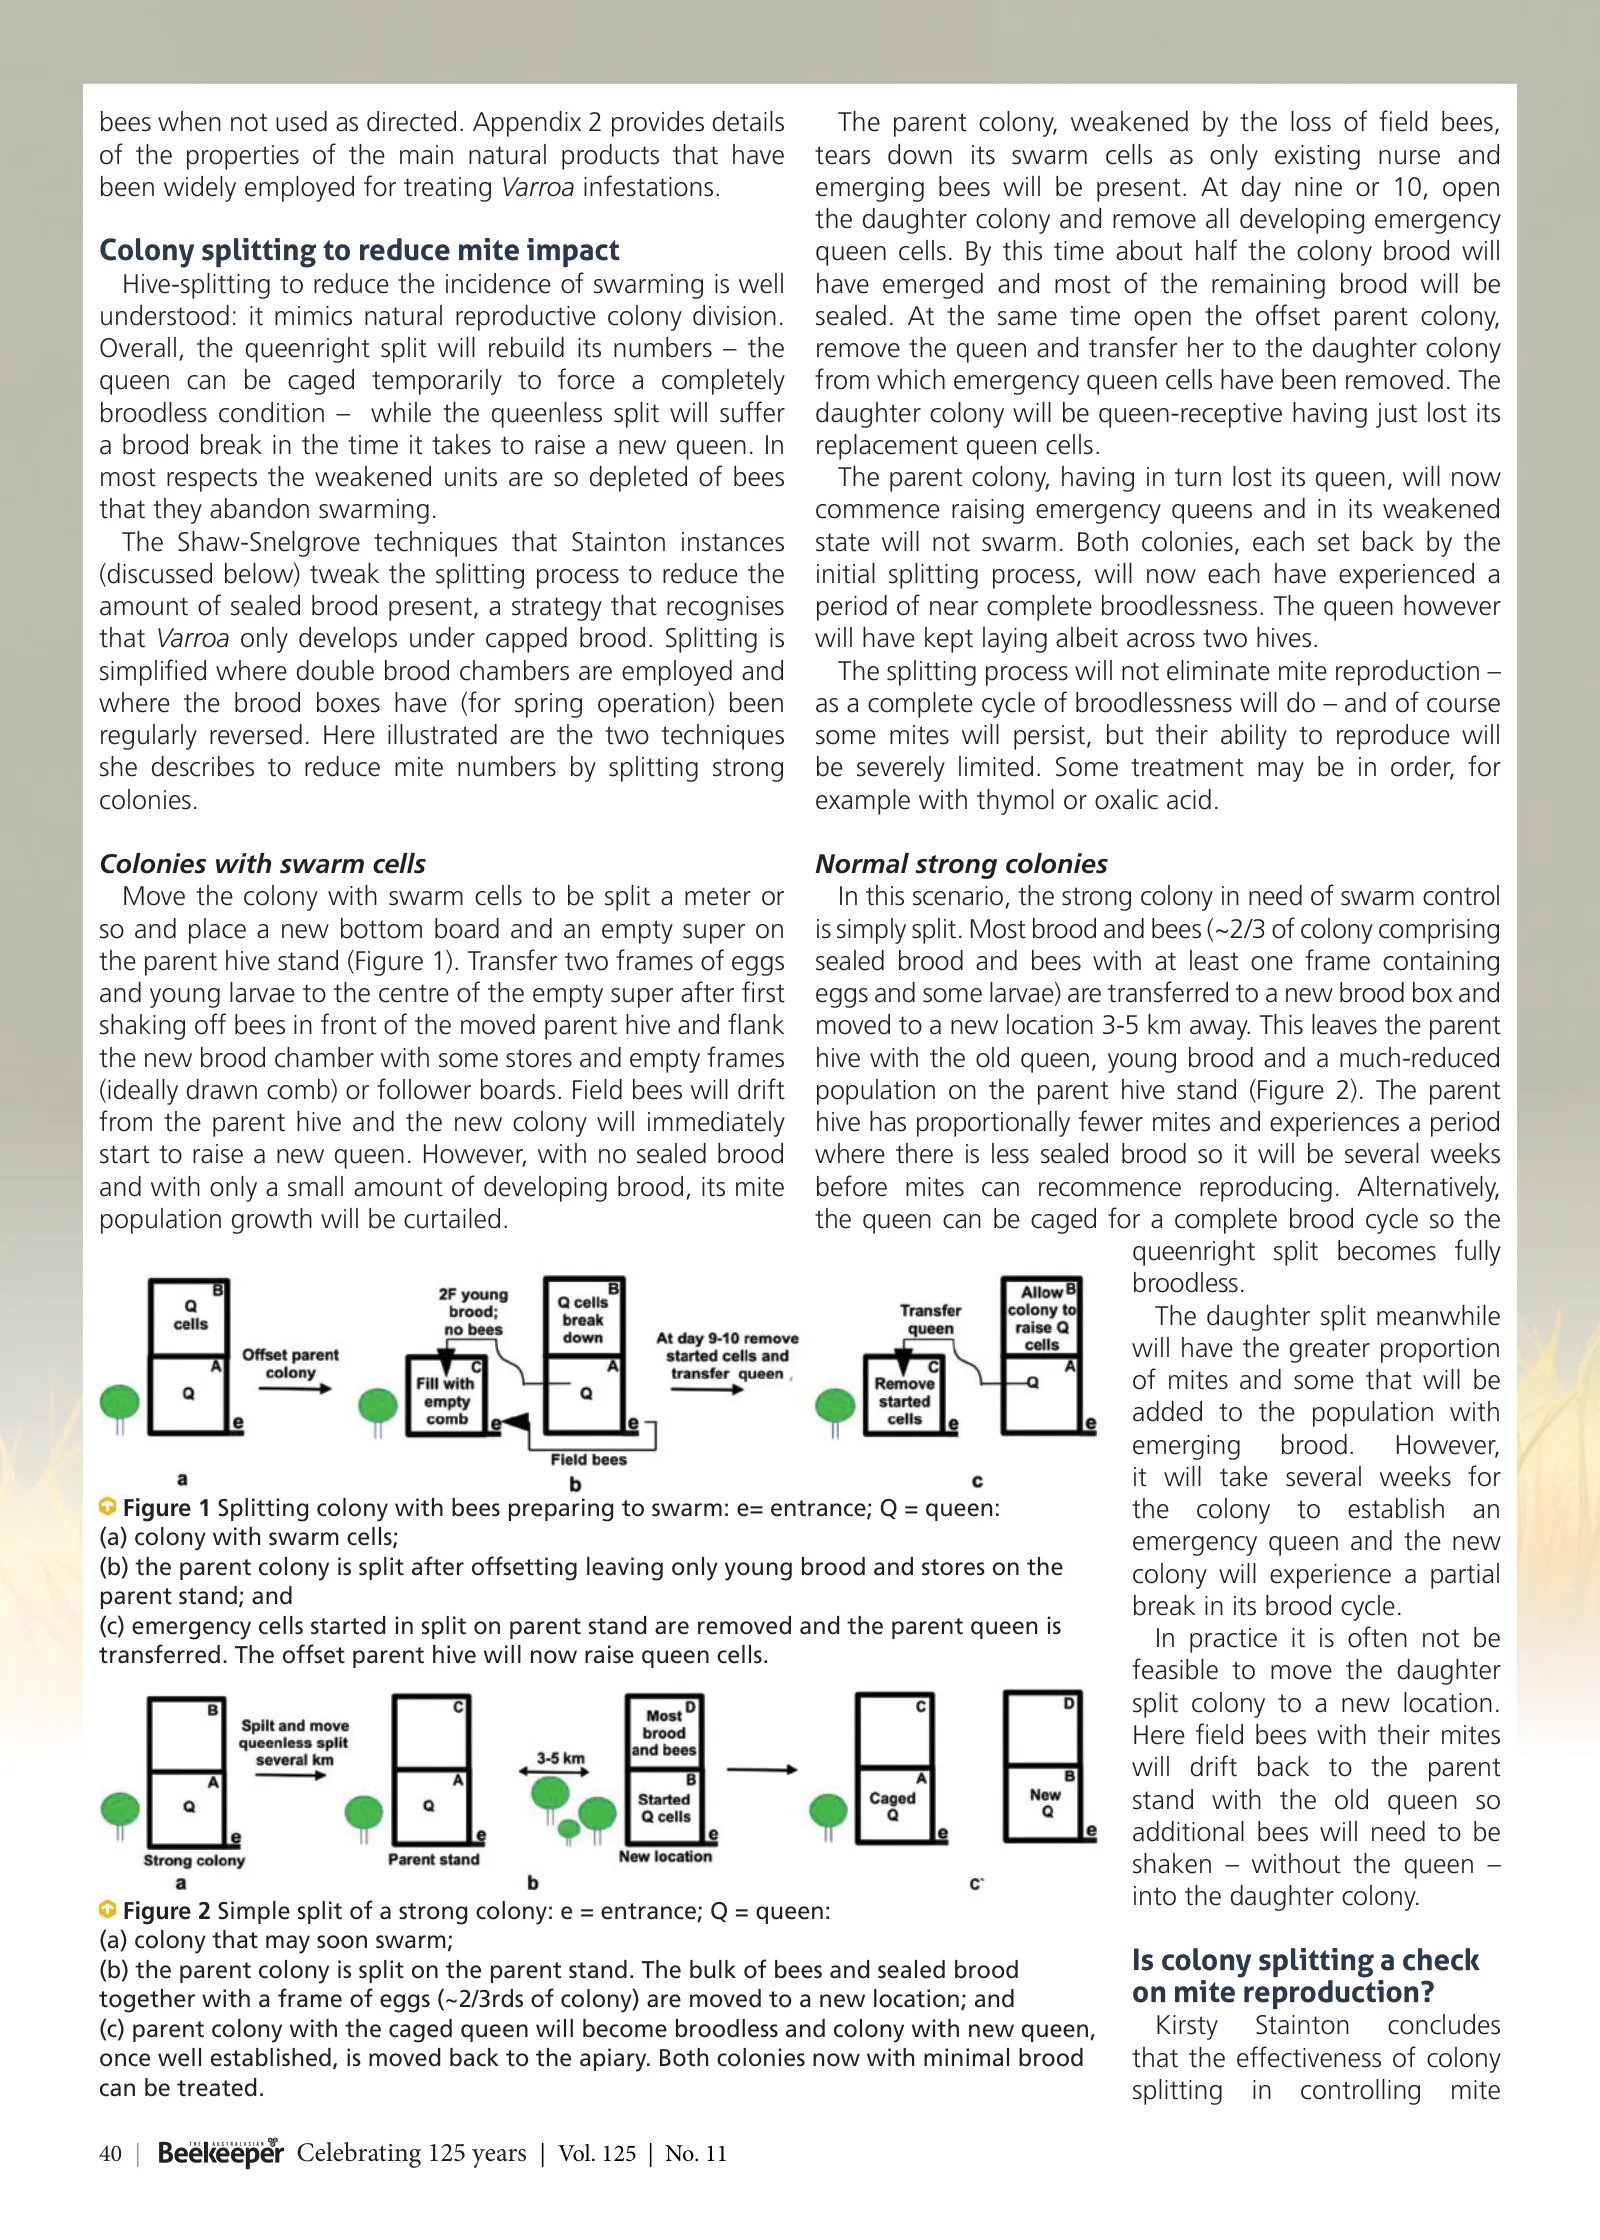 bees when not used as directed. Appendix 2 provides details
of the properties of the main natural products that have
been widely employed for treating Varroa infestations.
Colony splitting to reduce mite impact
Hive-splitting to reduce the incidence of swarming is well
understood: it mimics natural reproductive colony division.
Overall, the queenright split will rebuild its numbers – the
queen can be caged temporarily to force a completely
broodless condition – while the queenless split will suffer
a brood break in the time it takes to raise a new queen. In
most respects the weakened units are so depleted of bees
that they abandon swarming.
The Shaw-Snelgrove techniques that Stainton instances
(discussed below) tweak the splitting process to reduce the
amount of sealed brood present, a strategy that recognises
that Varroa only develops under capped brood. Splitting is
simplified where double brood chambers are employed and
where the brood boxes have (for spring operation) been
regularly reversed. Here illustrated are the two techniques
she describes to reduce mite numbers by splitting strong
colonies.
Colonies with swarm cells
Move the colony with swarm cells to be split a meter or
so and place a new bottom board and an empty super on
the parent hive stand (Figure 1). Transfer two frames of eggs
and young larvae to the centre of the empty super after first
shaking off bees in front of the moved parent hive and flank
the new brood chamber with some stores and empty frames
(ideally drawn comb) or follower boards. Field bees will drift
from the parent hive and the new colony will immediately
start to raise a new queen. However, with no sealed brood
and with only a small amount of developing brood, its mite
population growth will be curtailed.
The parent colony, weakened by the loss of field bees,
tears down its swarm cells as only existing nurse and
emerging bees will be present. At day nine or 10, open
the daughter colony and remove all developing emergency
queen cells. By this time about half the colony brood will
have emerged and most of the remaining brood will be
sealed. At the same time open the offset parent colony,
remove the queen and transfer her to the daughter colony
from which emergency queen cells have been removed. The
daughter colony will be queen-receptive having just lost its
replacement queen cells.
The parent colony, having in turn lost its queen, will now
commence raising emergency queens and in its weakened
state will not swarm. Both colonies, each set back by the
initial splitting process, will now each have experienced a
period of near complete broodlessness. The queen however
will have kept laying albeit across two hives.
The splitting process will not eliminate mite reproduction –
as a complete cycle of broodlessness will do – and of course
some mites will persist, but their ability to reproduce will
be severely limited. Some treatment may be in order, for
example with thymol or oxalic acid.
Normal strong colonies
In this scenario, the strong colony in need of swarm control
is simply split. Most brood and bees (~2/3 of colony comprising
sealed brood and bees with at least one frame containing
eggs and some larvae) are transferred to a new brood box and
moved to a new location 3-5 km away. This leaves the parent
hive with the old queen, young brood and a much-reduced
population on the parent hive stand (Figure 2). The parent
hive has proportionally fewer mites and experiences a period
where there is less sealed brood so it will be several weeks
before mites can recommence reproducing. Alternatively,
the queen can be caged for a complete brood cycle so the
queenright split becomes fully
broodless.
The daughter split meanwhile
will have the greater proportion
of mites and some that will be
added to the population with
emerging brood. However,
it will take several weeks for
the colony to establish an
emergency queen and the new
colony will experience a partial
break in its brood cycle.
In practice it is often not be
feasible to move the daughter
split colony to a new location.
Here field bees with their mites
will drift back to the parent
stand with the old queen so
additional bees will need to be
shaken – without the queen –
into the daughter colony.
Is colony splitting a check
on mite reproduction?
Kirsty Stainton concludes
that the effectiveness of colony
splitting in controlling mite
B
Q
cells
A
Q
e
a
Offset parent
colony
2F young
brood;
no bees
C
Fill with
empty
comb
e
B
Q cells
break
down
A
Q
e
Field bees
b
At day 9-10 remove
started cells and
transfer queen
Transfer
queen
C
Remove
started
cells
e
B
Allow
colony to
raise Q
cells
A
Q
e
c
Figure 1 Splitting colony with bees preparing to swarm: e= entrance; Q = queen:
(a) colony with swarm cells;
(b) the parent colony is split after offsetting leaving only young brood and stores on the
parent stand; and
(c) emergency cells started in split on parent stand are removed and the parent queen is
transferred. The offset parent hive will now raise queen cells.
B
A
Q
e
Strong colony
a
Spilt and move
queenless split
several km
C
A
Q
e
Parent stand
b
3-5 km
D
Most
brood
and bees
B
Started
Q cells
e
New location
C
A
Caged
Q
e
D
B
New
Q
e
c
Figure 2 Simple split of a strong colony: e = entrance; Q = queen:
(a) colony that may soon swarm;
(b) the parent colony is split on the parent stand. The bulk of bees and sealed brood
together with a frame of eggs (~2/3rds of colony) are moved to a new location; and
(c) parent colony with the caged queen will become broodless and colony with new queen,
once well established, is moved back to the apiary. Both colonies now with minimal brood
can be treated.
40 | THE AUSTRALASIAN Beekeeper Celebrating 125 years | Vol. 125 | No. 11